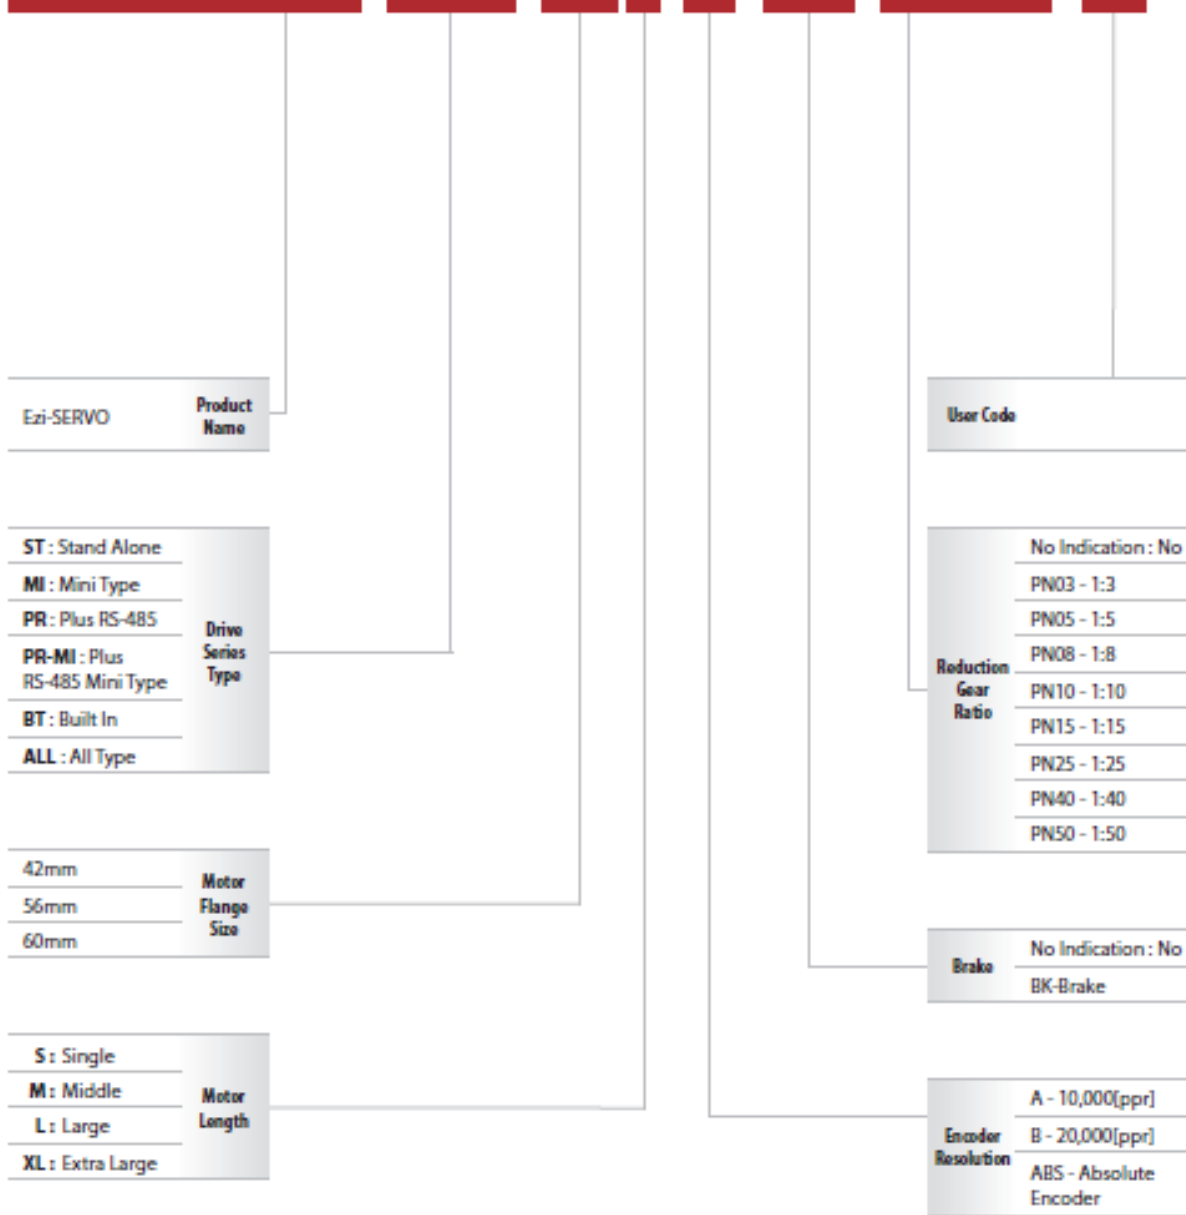 Ezi-SERVO
Product
Name
ST : Stand Alone
MI : Mini Type
PR : Plus RS-485
PR-MI : Plus
RS-485 Mini Type
BT : Built In
ALL : All Type
Drive
Series
Type
42mm
56mm
60mm
Motor
Flange
Size
S : Single
M : Middle
L : Large
XL : Extra Large
Motor
Length
User Code
Reduction
Gear
Ratio
No Indication : No
PN03 - 1:3
PN05 - 1:5
PN08 - 1:8
PN10 - 1:10
PN15 - 1:15
PN25 - 1:25
PN40 - 1:40
PN50 - 1:50
Brake
No Indication : No
BK-Brake
Encoder
Resolution
A - 10,000[ppr]
B - 20,000[ppr]
ABS - Absolute
Encoder